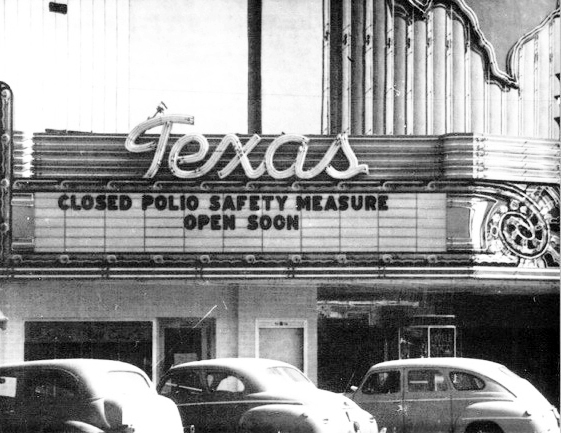 Texas
CLOSED POLIO SAFETY MEASURE
OPEN SOON